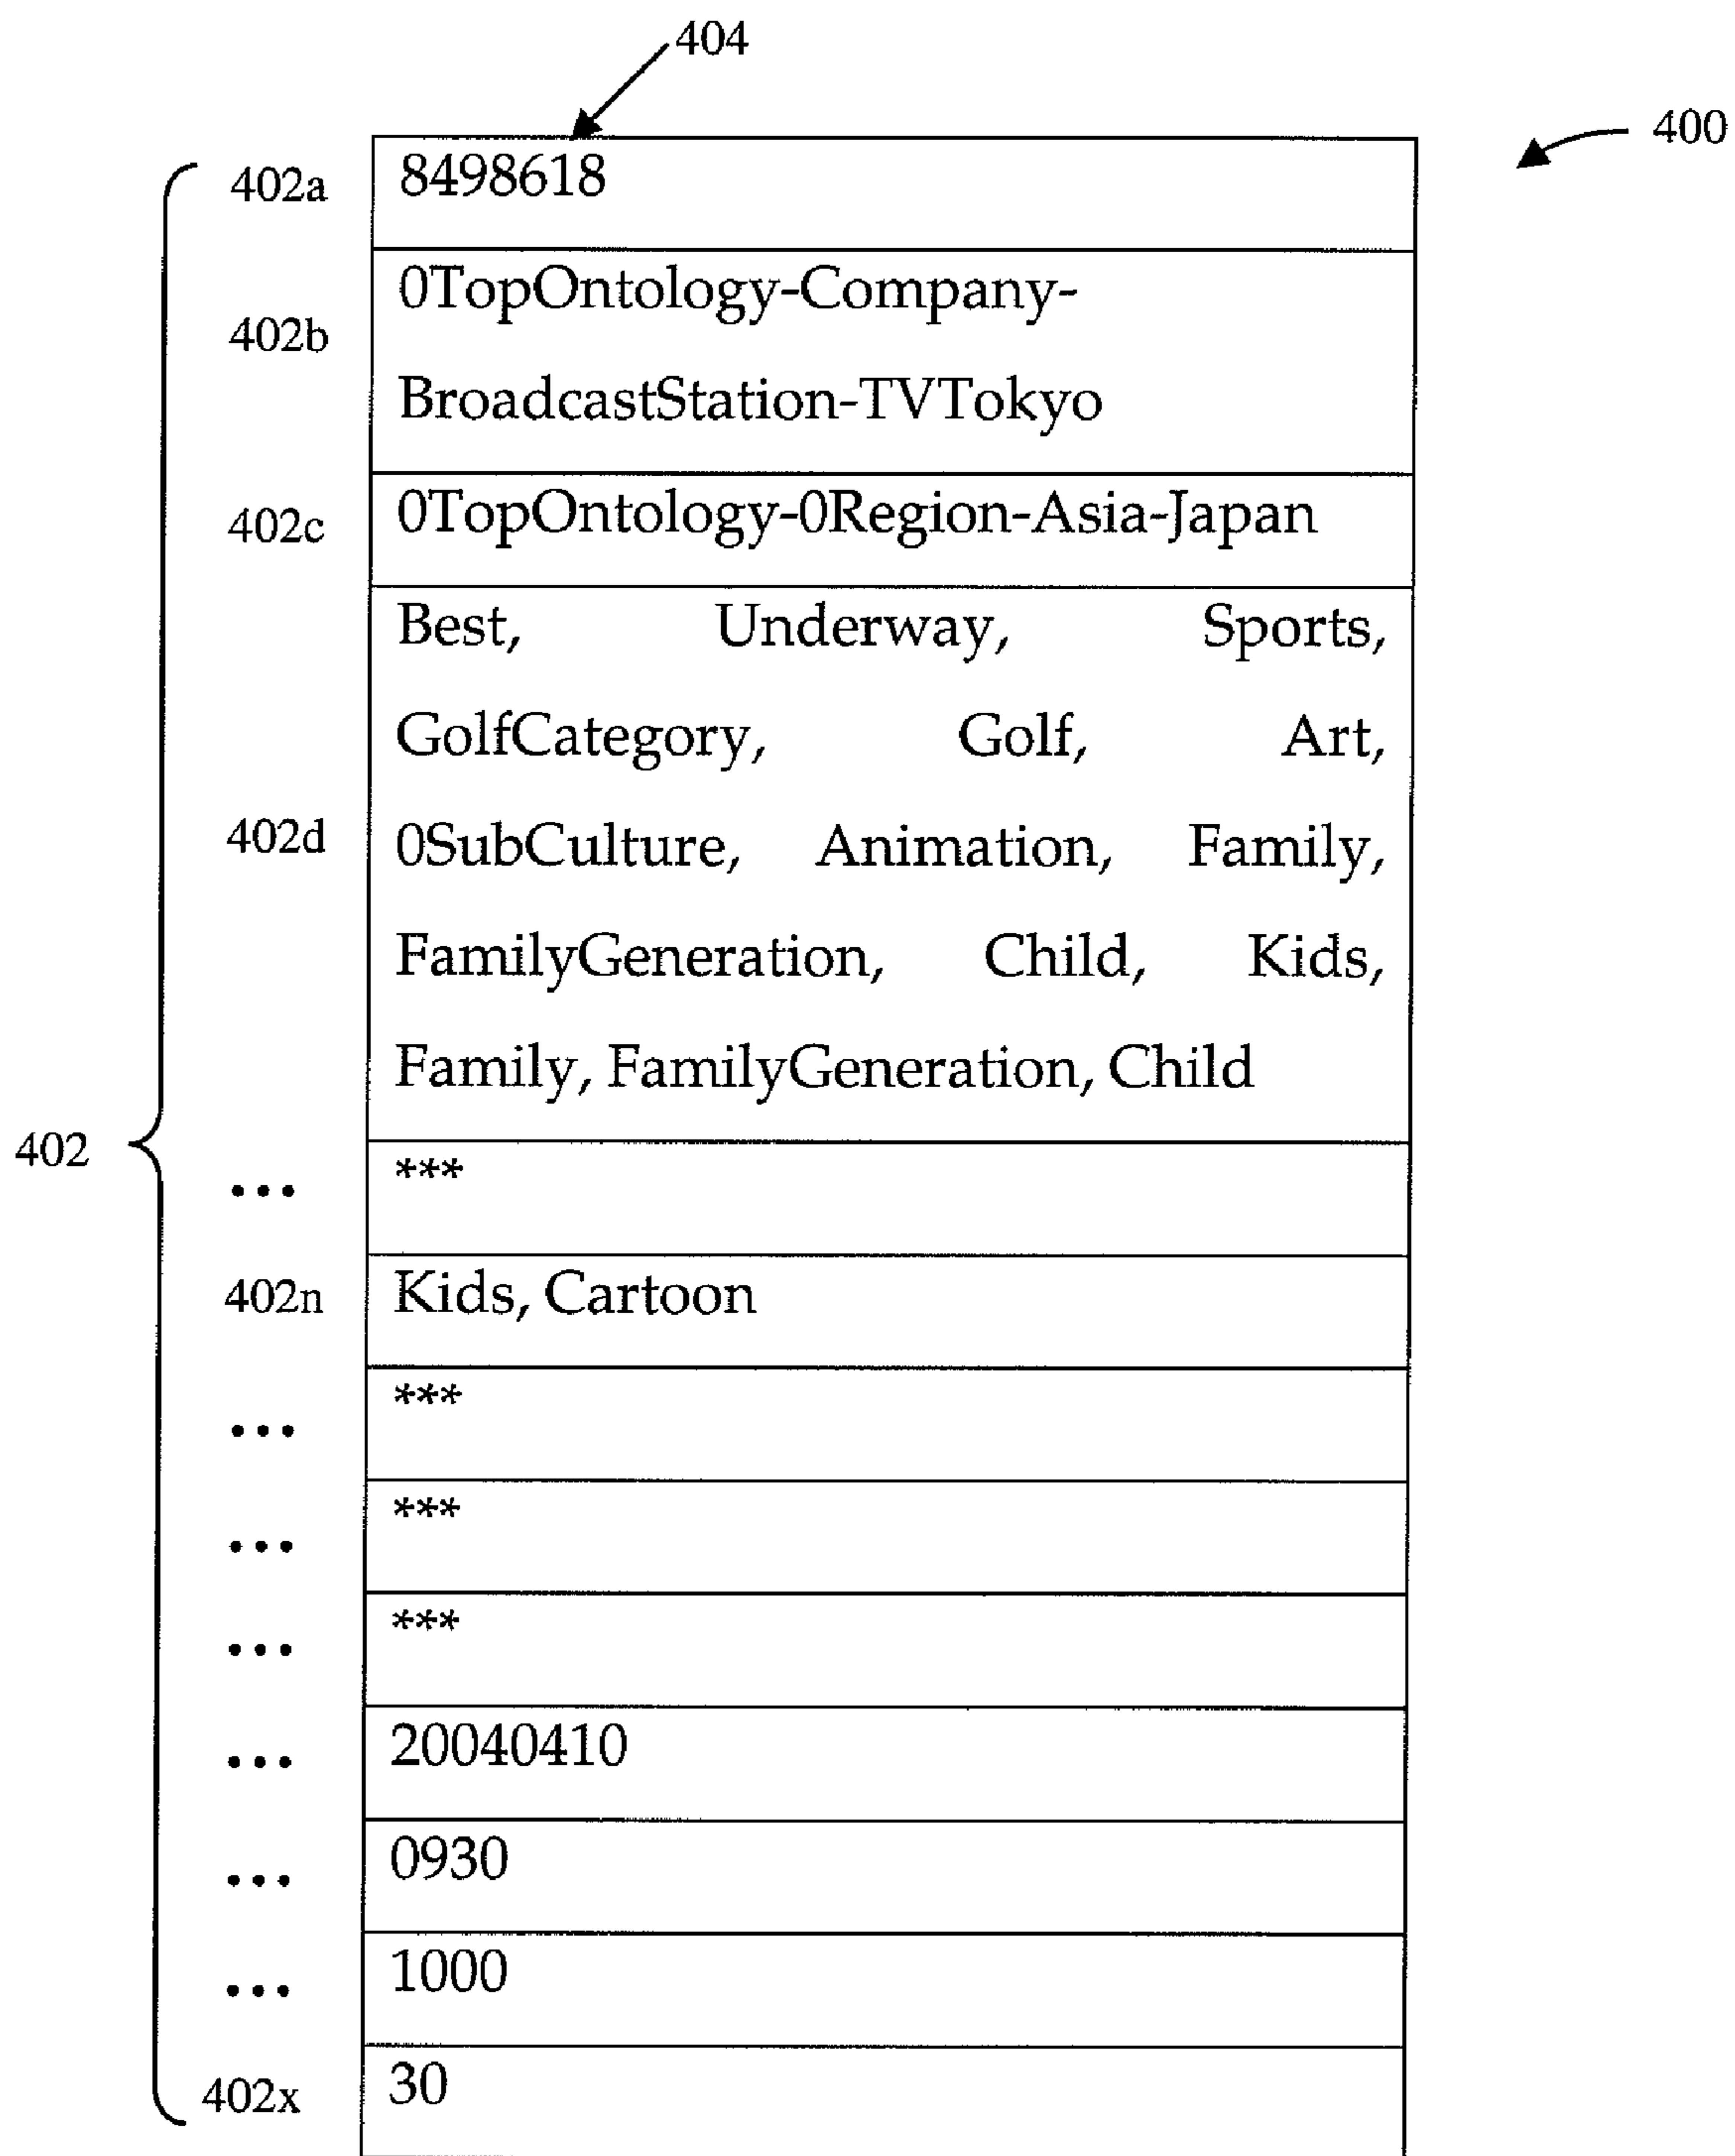 404
400
402a 8498618
402b 0TopOntology-Company-
BroadcastStation-TVTokyo
402c 0TopOntology-0Region-Asia-Japan
Best, Underway, Sports,
GolfCategory, Golf, Art,
402d 0SubCulture, Animation, Family,
FamilyGeneration, Child, Kids,
Family, FamilyGeneration, Child
402
... ***
402n Kids, Cartoon
... ***
... ***
... ***
... 20040410
... 0930
... 1000
402x 30